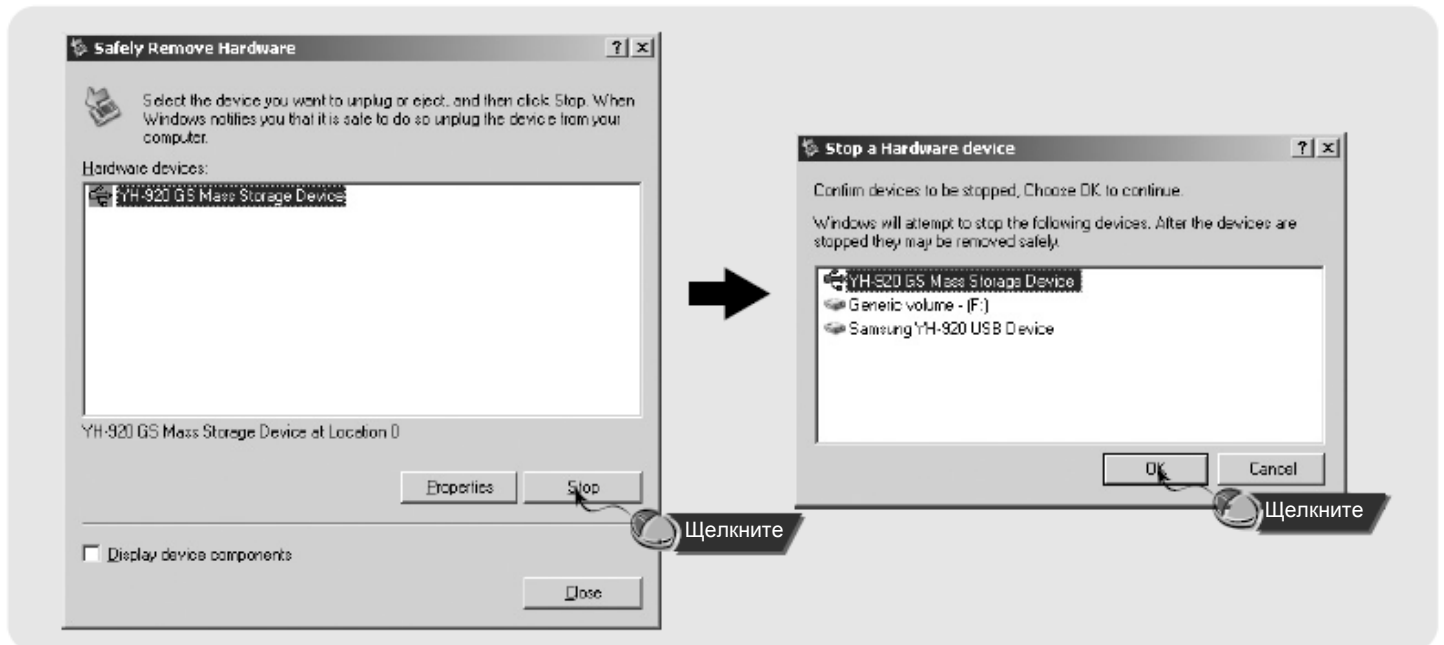 Safely Remove Hardware
Select the device you want to unplug or eject, and then click Stop. When
Windows notifies you that it is safe to do so unplug the device from your
computer.
Hardware devices:
YH-920 GS Mass Storage Device
YH-920 GS Mass Storage Device at Location 0
Properties
Stop
Щелкните
Display device components
Close
Stop a Hardware device
Confirm devices to be stopped, Choose OK to continue.
Windows will attempt to stop the following devices. After the devices are
stopped they may be removed safely.
YH-920 GS Mass Storage Device
Generic volume - (F:)
Samsung YH-920 USB Device
OK
Cancel
Щелкните